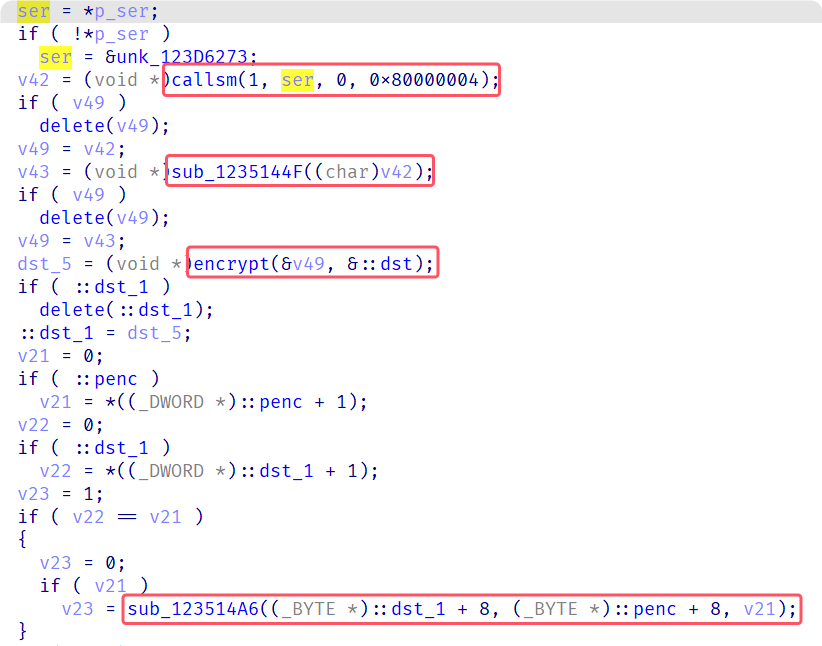 ser = *p_ser;
if ( !*p_ser )
ser = &unk_123D6273;
v42 = (void *)callsm(1, ser, 0, 0x80000004);
if ( v49 )
delete(v49);
v49 = v42;
v43 = (void *)sub_1235144F((char)v42);
if ( v49 )
delete(v49);
v49 = v43;
dst_5 = (void *)encrypt(&v49, &::dst);
if ( ::dst_1 )
delete(::dst_1);
::dst_1 = dst_5;
v21 = 0;
if ( ::penc )
v21 = *((_DWORD *)::penc + 1);
v22 = 0;
if ( ::dst_1 )
v22 = *((_DWORD *)::dst_1 + 1);
v23 = 1;
if ( v22 == v21 )
{
v23 = 0;
if ( v21 )
v23 = sub_123514A6((_BYTE *)::dst_1 + 8, (_BYTE *)::penc + 8, v21);
}